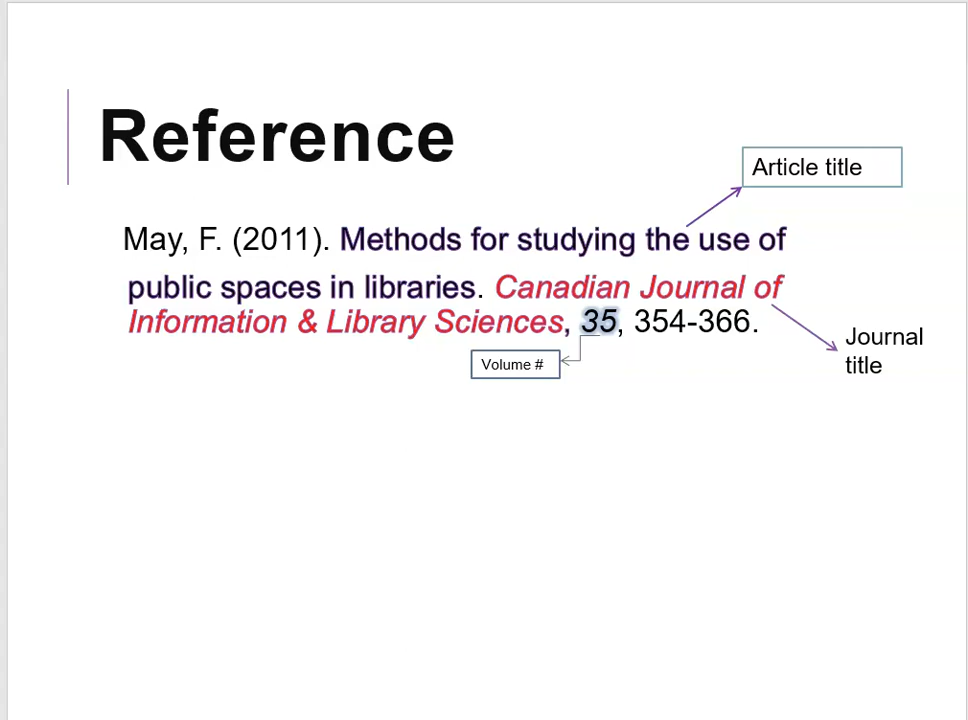 Reference
Article title
May, F. (2011). Methods for studying the use of
public spaces in libraries. Canadian Journal of
Information & Library Sciences, 35, 354-366.
Journal
title
Volume #